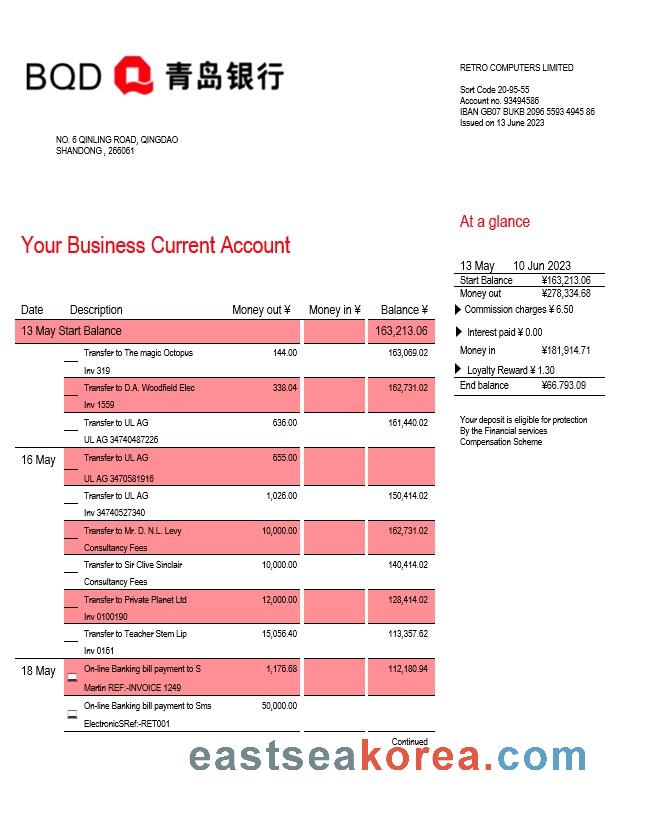 BQD 青岛银行
RETRO COMPUTERS LIMITED
Sort Code 20-95-55
Account no. 93494586
IBAN GB07 BUKB 2096 5593 4945 86
Issued on 13 June 2023
NO. 6 QINLING ROAD, QINGDAO
SHANDONG , 266061
At a glance
Your Business Current Account
13 May 10 Jun 2023
Start Balance ¥163,213.06
Money out ¥278,334.68
Commission charges ¥ 6.50
Interest paid ¥ 0.00
Money in ¥181,914.71
Loyalty Reward ¥ 1.30
End balance ¥66.793.09
Your deposit is eligible for protection
By the Financial services
Compensation Scheme
Date Description Money out ¥ Money in ¥ Balance ¥
13 May Start Balance 163,213.06
Transfer to The magic Octopus 144.00 163,069.02
Inv 319
Transfer to D.A. Woodfield Elec 338.04 162,731.02
Inv 1559
Transfer to UL AG 636.00 161,440.02
UL AG 34740487226
16 May Transfer to UL AG 655.00
UL AG 3470581916
Transfer to UL AG 1,026.00 150,414.02
Inv 34740527340
Transfer to Mr. D. N.L. Levy 10,000.00 162,731.02
Consultancy Fees
Transfer to Sir Clive Sinclair 10,000.00 140,414.02
Consultancy Fees
Transfer to Private Planet Ltd 12,000.00 128,414.02
Inv 0100190
Transfer to Teacher Stem Lip 15,056.40 113,357.62
Inv 0161
18 May On-line Banking bill payment to S 1,176.68 112,180.94
Martin REF:-INVOICE 1249
On-line Banking bill payment to Sms 50,000.00
ElectronicSRef:-RET001
Continued
eastseakorea.com